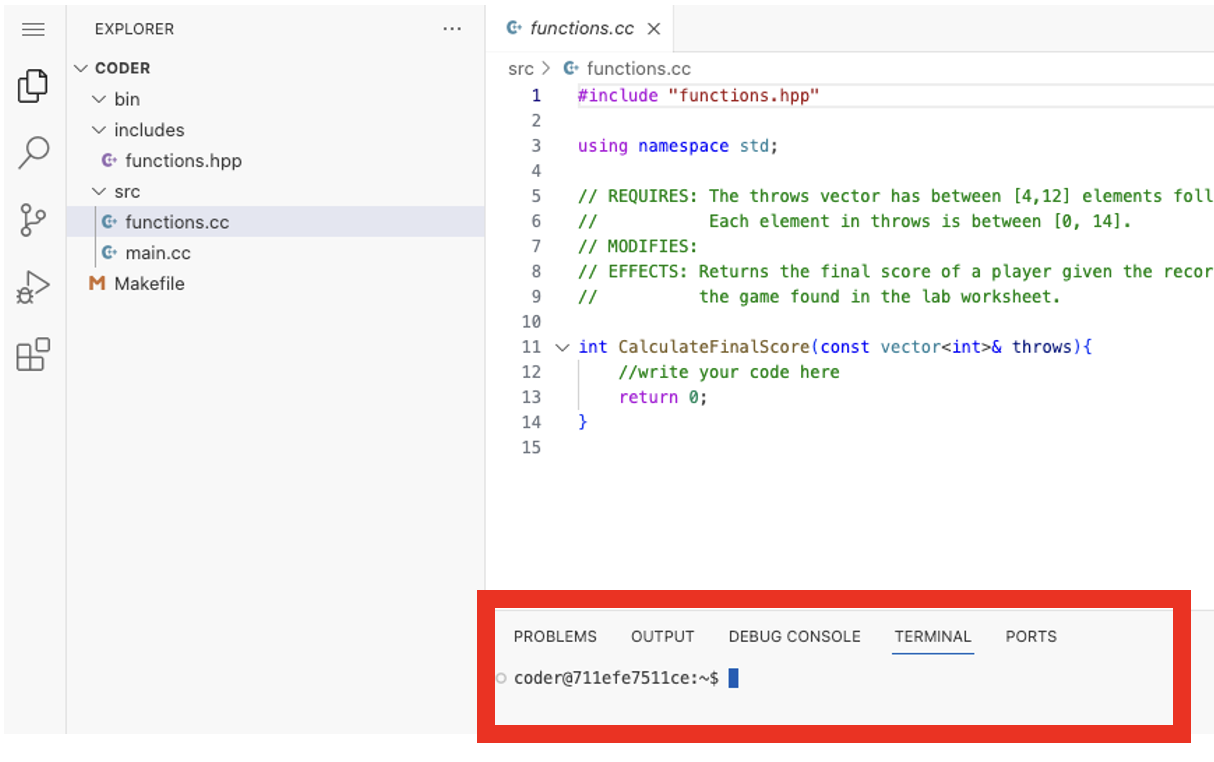 EXPLORER
...
CODER
bin
includes
functions.hpp
src
functions.cc
main.cc
M Makefile
functions.cc
src > functions.cc
1 #include "functions.hpp"
2
3 using namespace std;
4
5 // REQUIRES: The throws vector has between [4,12] elements foll
6 //           Each element in throws is between [0, 14].
7 // MODIFIES:
8 // EFFECTS: Returns the final score of a player given the recor
9 //          the game found in the lab worksheet.
10
11 int CalculateFinalScore(const vector<int>& throws){
12     //write your code here
13     return 0;
14 }
15
PROBLEMS OUTPUT DEBUG CONSOLE TERMINAL PORTS
coder@711efe7511ce:~$